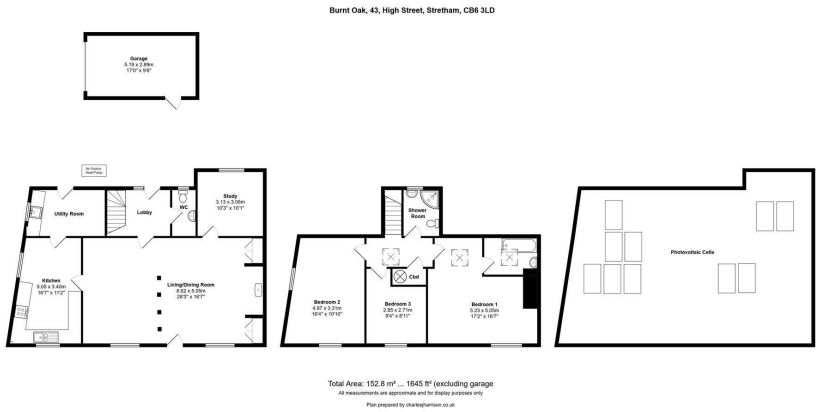 Burnt Oak, 43, High Street, Stretham, CB6 3LD
Garage
5.19 x 2.89m
17'0" x 9'6"
Air Source
Heat Pump
Utility Room
Lobby
WC
Study
3.13 x 3.06m
10'3" x 10'1"
Kitchen
5.05 x 3.40m
16'7" x 11'2"
Living/Dining Room
8.62 x 5.05m
28'3" x 16'7"
Shower
Room
Cbd
Bedroom 2
4.97 x 3.31m
16'4" x 10'10"
Bedroom 3
2.85 x 2.71m
9'4" x 8'11"
Bedroom 1
5.23 x 5.05m
17'2" x 16'7"
Photovoltaic Cells
Total Area: 152.8 m² ... 1645 ft² (excluding garage
All measurements are approximate and for display purposes only
Plan prepared by charlesjharrison.co.uk